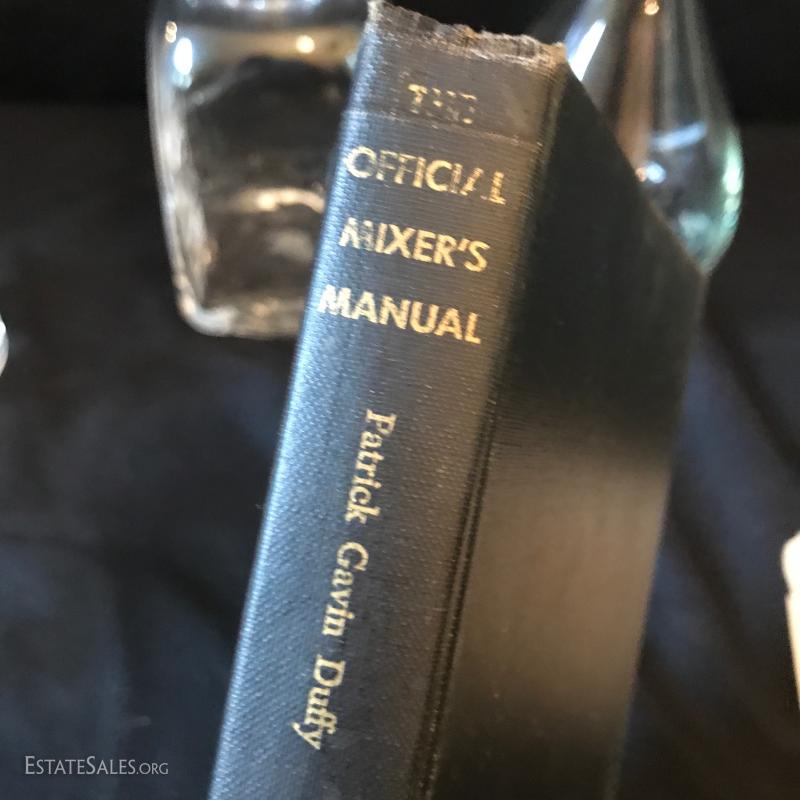 THE
OFFICIAL
MIXER'S
MANUAL
Patrick Gavin Duffy
ESTATESALES.ORG